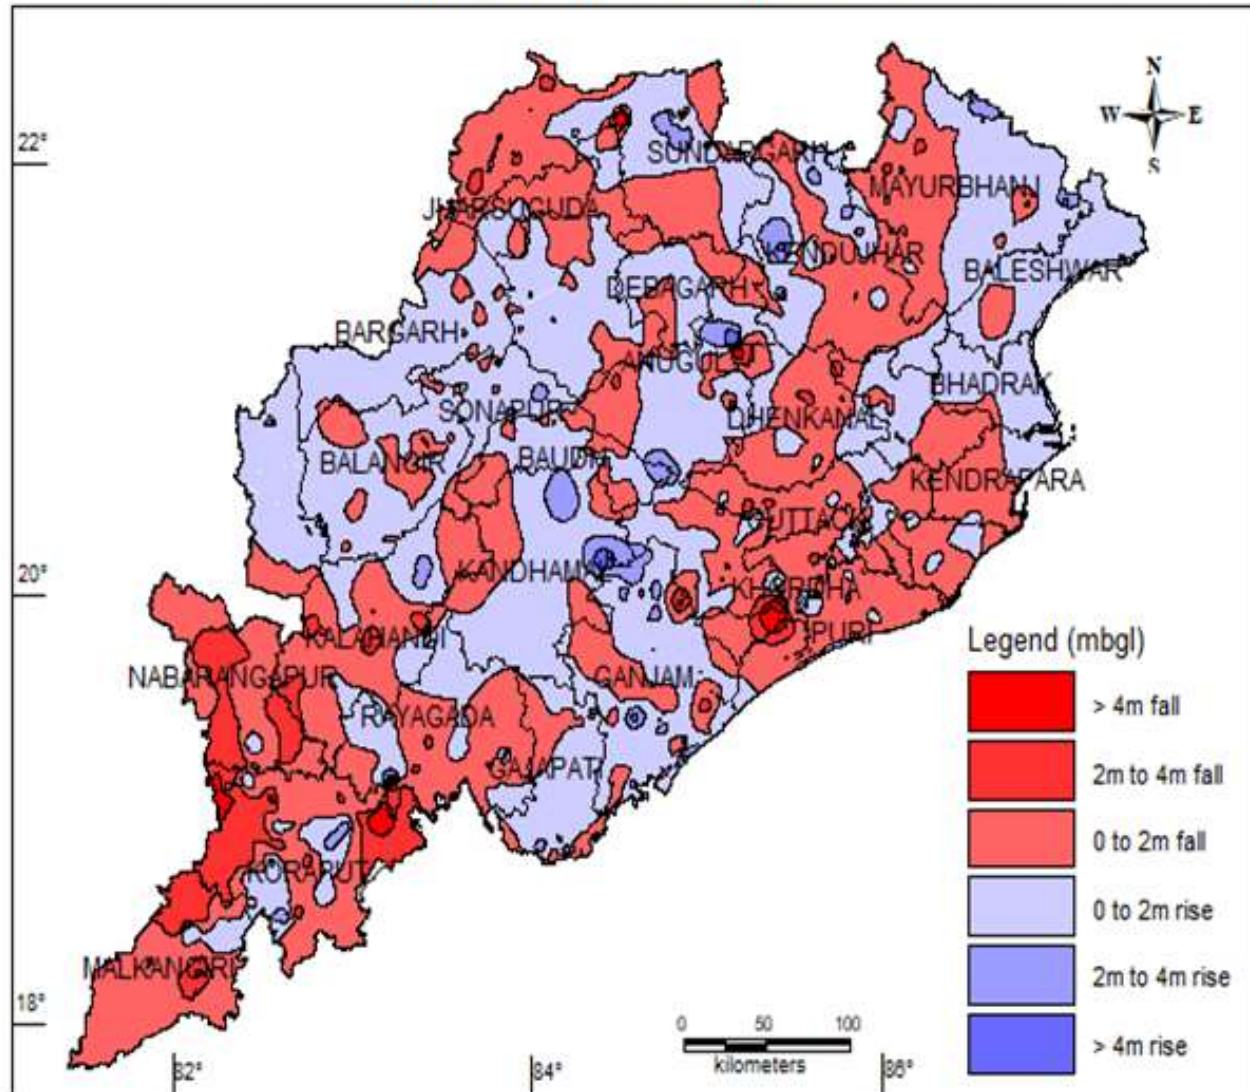 N
W E
S
22°
SUNDARGARH
MAYURBHANJ
JHARSUGUDA
KENDUJHAR
BALESHWAR
DEBAGARH
BARGARH
ANUGUL
BHADRAK
SONAPUR
DHENKANAL
BALANGIR
BAUDH
KENDRAPARA
CUTTACK
20°
KANDHAMAL
KHORDHA
KALAHANDI
PURI
Legend (mbgl)
NABARANGAPUR
GANJAM
> 4m fall
RAYAGADA
2m to 4m fall
GAJAPATI
0 to 2m fall
KORAPUT
0 to 2m rise
MALKANGIRI
2m to 4m rise
18°
0 50 100
kilometers
> 4m rise
82° 84° 86°